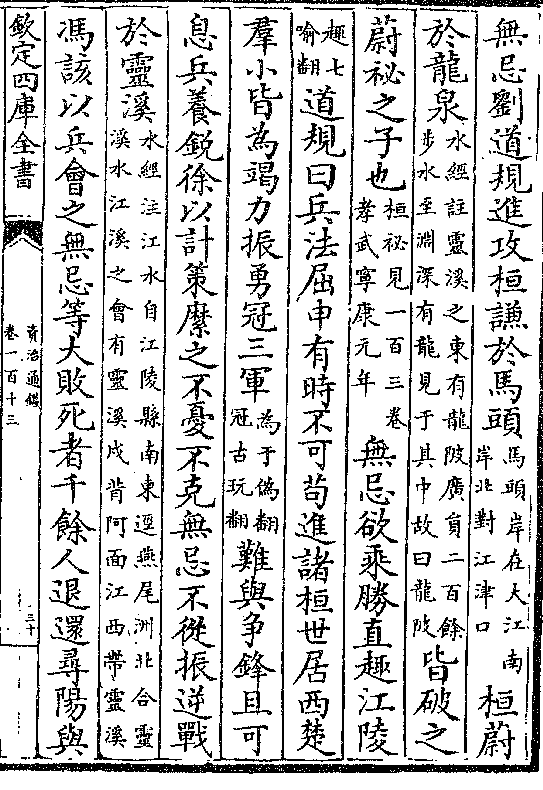 無忌劉道規進攻桓謙於馬頭馬頭岸在大江南岸北對江津口桓蔚
於龍泉水經註靈溪之東有龍陂廣員二百餘步水至淵深有龍見于其中故曰龍陂皆破之
蔚祕之子也桓祕見一百三卷孝武寧康元年無忌欲乘勝直趣江陵
趣七喻翻道規曰兵法屈申有時不可苟進諸桓世居西楚
羣小皆為竭力振勇冠三軍為于偽翻冠古玩翻難與爭鋒且可
息兵養銳徐以計策縻之不憂不克無忌不從振逆戰
於靈溪水經注江水自江陵縣南東逕燕尾洲北合靈溪水江溪之會有靈溪戍背阿面江西帶靈溪
馮該以兵會之無忌等大敗死者千餘人退還尋陽與
欽定四庫全書
資治通鑑
卷一百十三
三十